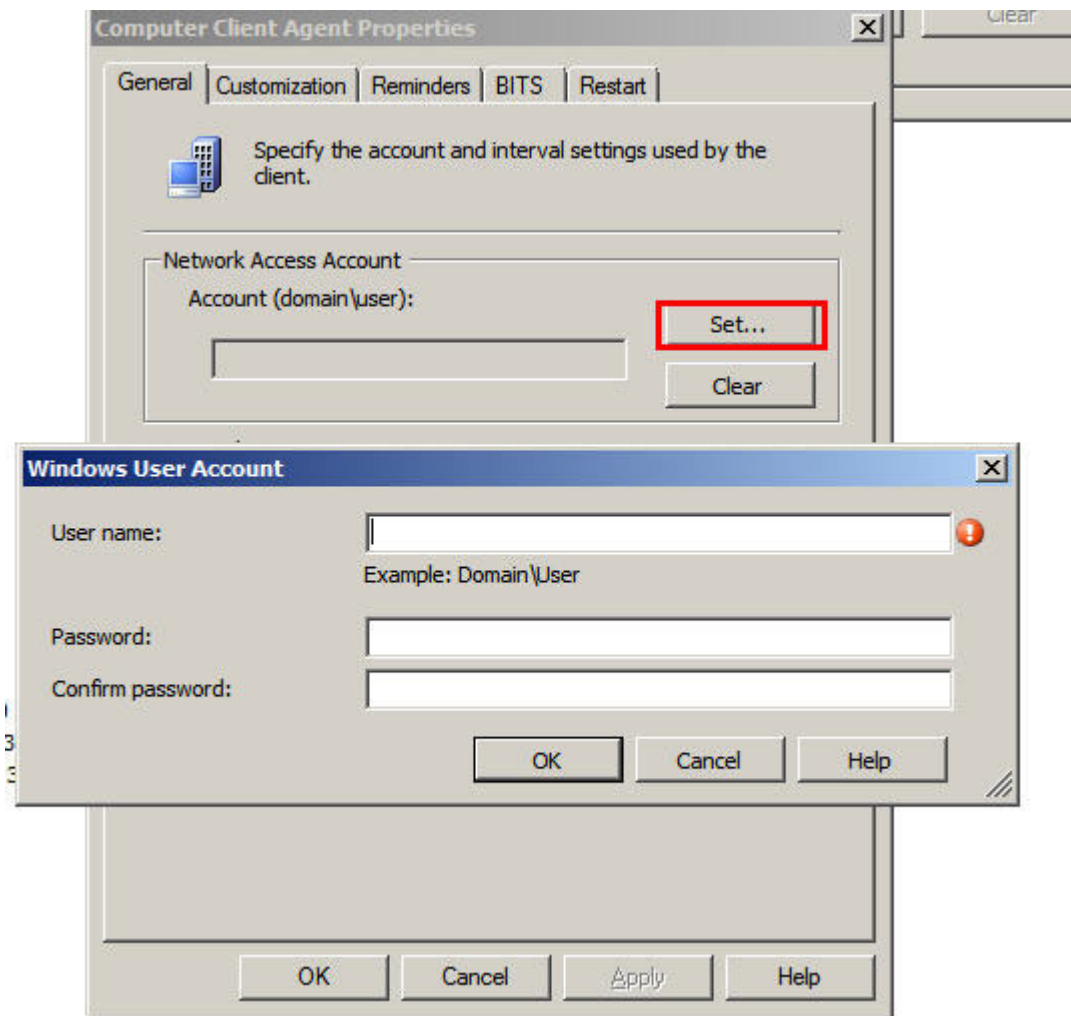 Computer Client Agent Properties
Clear
General Customization Reminders BITS Restart
Specify the account and interval settings used by the
client.
Network Access Account
Account (domain\user):
Set...
Clear
Windows User Account
User name:
Example: Domain\User
Password:
Confirm password:
OK Cancel Help
3
3
OK Cancel Apply Help